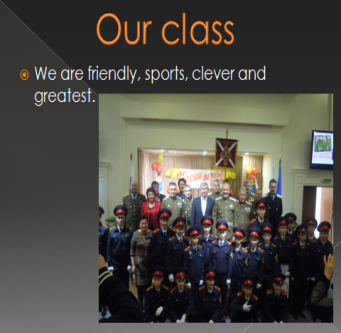 Our class
We are friendly, sports, clever and
greatest.